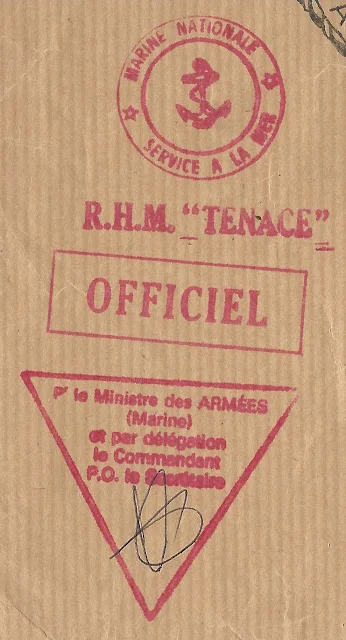 MARINE NATIONALE
SERVICE A LA MER
R.H.M. "TENACE"
OFFICIEL
Pr le Ministre des ARMÉES
(Marine)
et par délégation
le Commandant
P.O. le Secrétaire
A